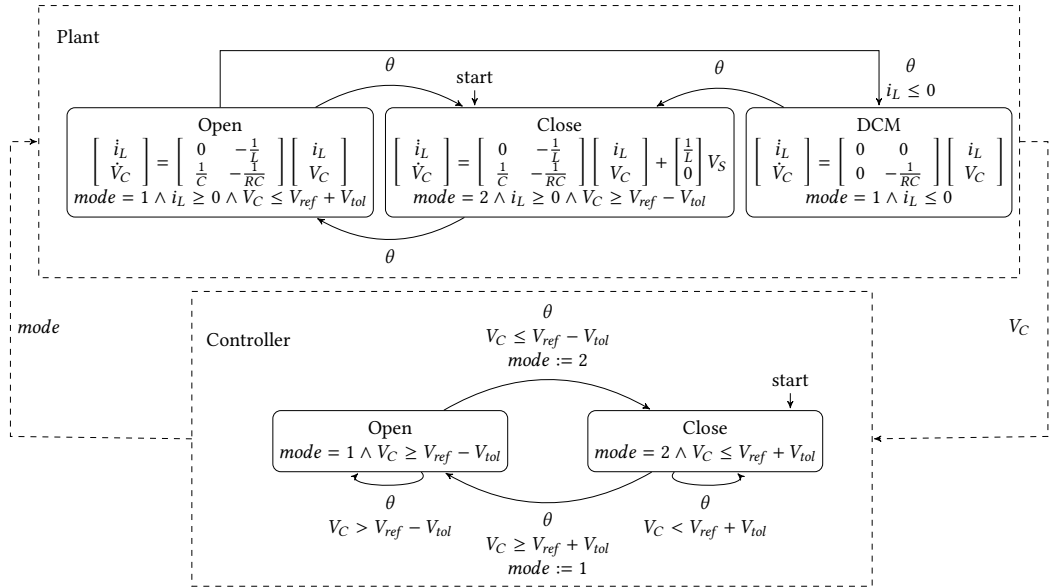 Plant
θ
start
θ
θ
i_L ≤ 0
Open
[ i̇_L ; V̇_C ] = [ 0 -1/L ; 1/C -1/RC ] [ i_L ; V_C ]
mode = 1 ∧ i_L ≥ 0 ∧ V_C ≤ V_ref + V_tol
Close
[ i̇_L ; V̇_C ] = [ 0 -1/L ; 1/C -1/RC ] [ i_L ; V_C ] + [ 1/L ; 0 ] V_S
mode = 2 ∧ i_L ≥ 0 ∧ V_C ≥ V_ref − V_tol
DCM
[ i̇_L ; V̇_C ] = [ 0 0 ; 0 -1/RC ] [ i_L ; V_C ]
mode = 1 ∧ i_L ≤ 0
θ
mode
V_C
Controller
θ
V_C ≤ V_ref − V_tol
mode := 2
start
Open
mode = 1 ∧ V_C ≥ V_ref − V_tol
Close
mode = 2 ∧ V_C ≤ V_ref + V_tol
θ
V_C > V_ref − V_tol
θ
V_C ≥ V_ref + V_tol
mode := 1
θ
V_C < V_ref + V_tol